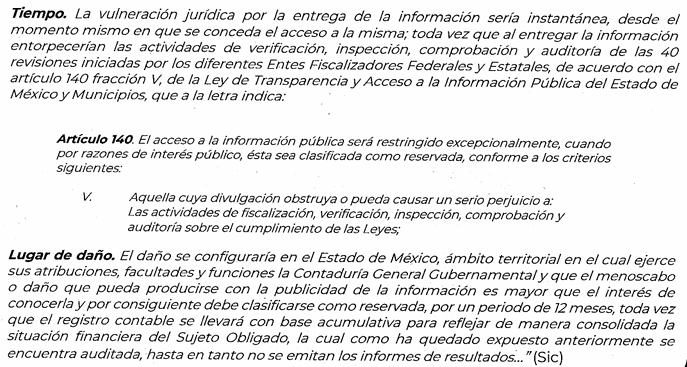 Tiempo. La vulneración jurídica por la entrega de la información sería instantánea, desde el
momento mismo en que se conceda el acceso a la misma; toda vez que al entregar la información
entorpecerían las actividades de verificación, inspección, comprobación y auditoría de las 40
revisiones iniciadas por los diferentes Entes Fiscalizadores Federales y Estatales, de acuerdo con el
artículo 140 fracción V, de la Ley de Transparencia y Acceso a la Información Pública del Estado de
México y Municipios, que a la letra indica:
Artículo 140. El acceso a la información pública será restringido excepcionalmente, cuando
por razones de interés público, ésta sea clasificada como reservada, conforme a los criterios
siguientes:
V. Aquella cuya divulgación obstruya o pueda causar un serio perjuicio a:
Las actividades de fiscalización, verificación, inspección, comprobación y
auditoría sobre el cumplimiento de las Leyes;
Lugar de daño. El daño se configuraría en el Estado de México, ámbito territorial en el cual ejerce
sus atribuciones, facultades y funciones la Contaduría General Gubernamental y que el menoscabo
o daño que pueda producirse con la publicidad de la información es mayor que el interés de
conocerla y por consiguiente debe clasificarse como reservada, por un periodo de 12 meses, toda vez
que el registro contable se llevará con base acumulativa para reflejar de manera consolidada la
situación financiera del Sujeto Obligado, la cual como ha quedado expuesto anteriormente se
encuentra auditada, hasta en tanto no se emitan los informes de resultados..." (Sic)